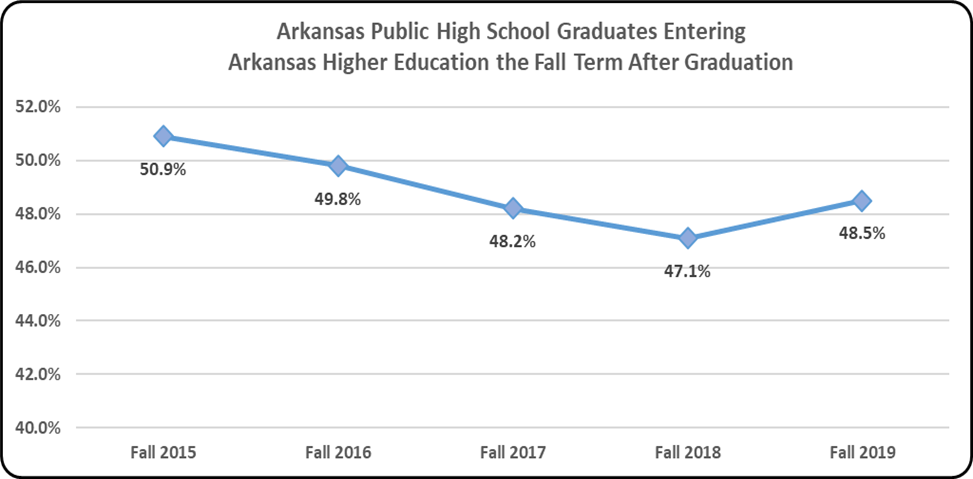 Arkansas Public High School Graduates Entering
Arkansas Higher Education the Fall Term After Graduation
52.0%
50.0%
48.0%
46.0%
44.0%
42.0%
40.0%
50.9%
49.8%
48.2%
47.1%
48.5%
Fall 2015
Fall 2016
Fall 2017
Fall 2018
Fall 2019